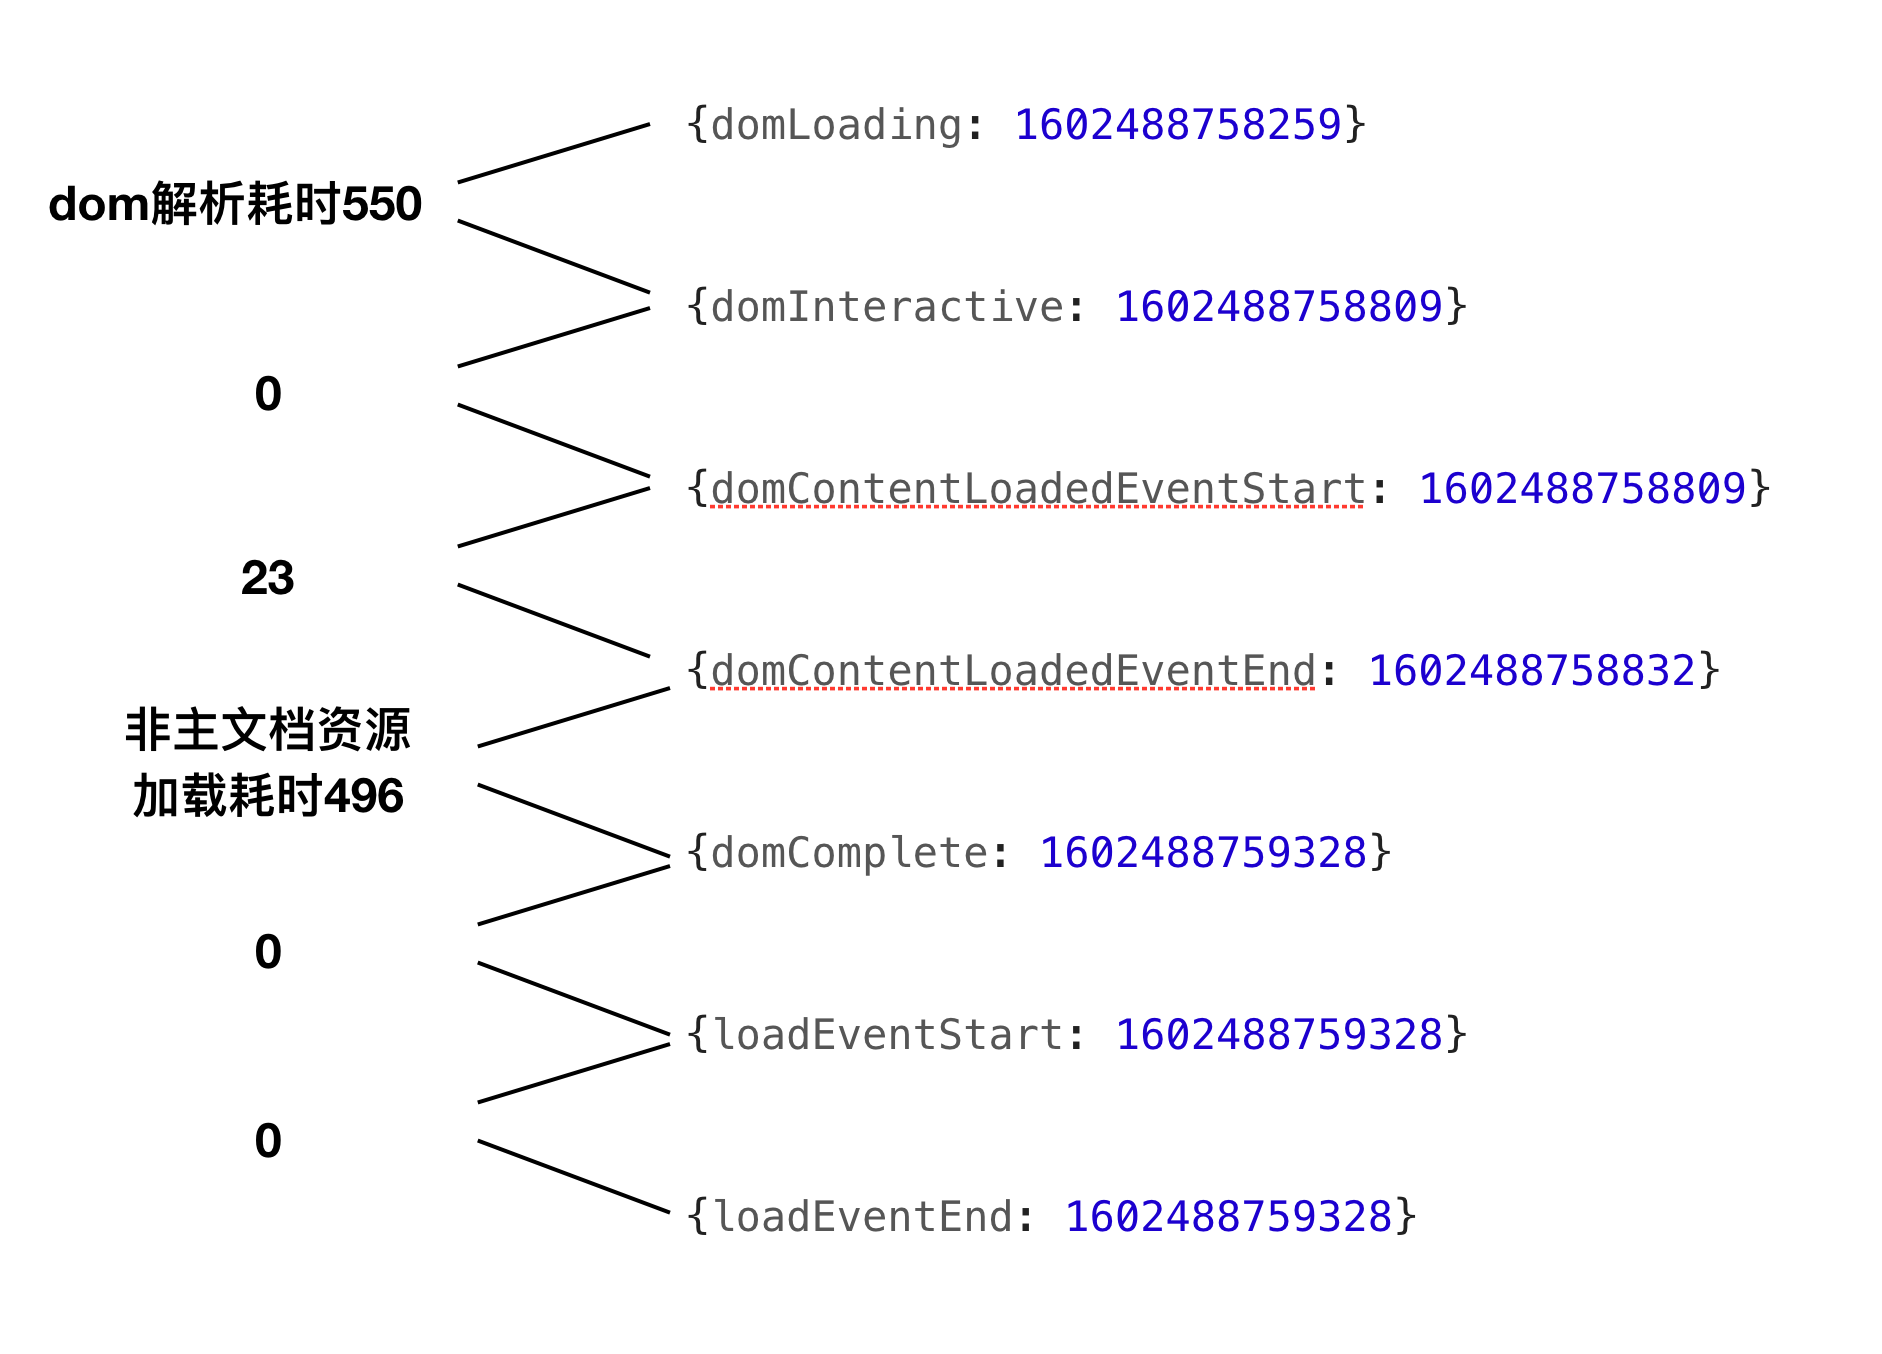 {domLoading: 1602488758259}
dom解析耗时550
{domInteractive: 1602488758809}
0
{domContentLoadedEventStart: 1602488758809}
23
{domContentLoadedEventEnd: 1602488758832}
非主文档资源
加载耗时496
{domComplete: 1602488759328}
0
{loadEventStart: 1602488759328}
0
{loadEventEnd: 1602488759328}